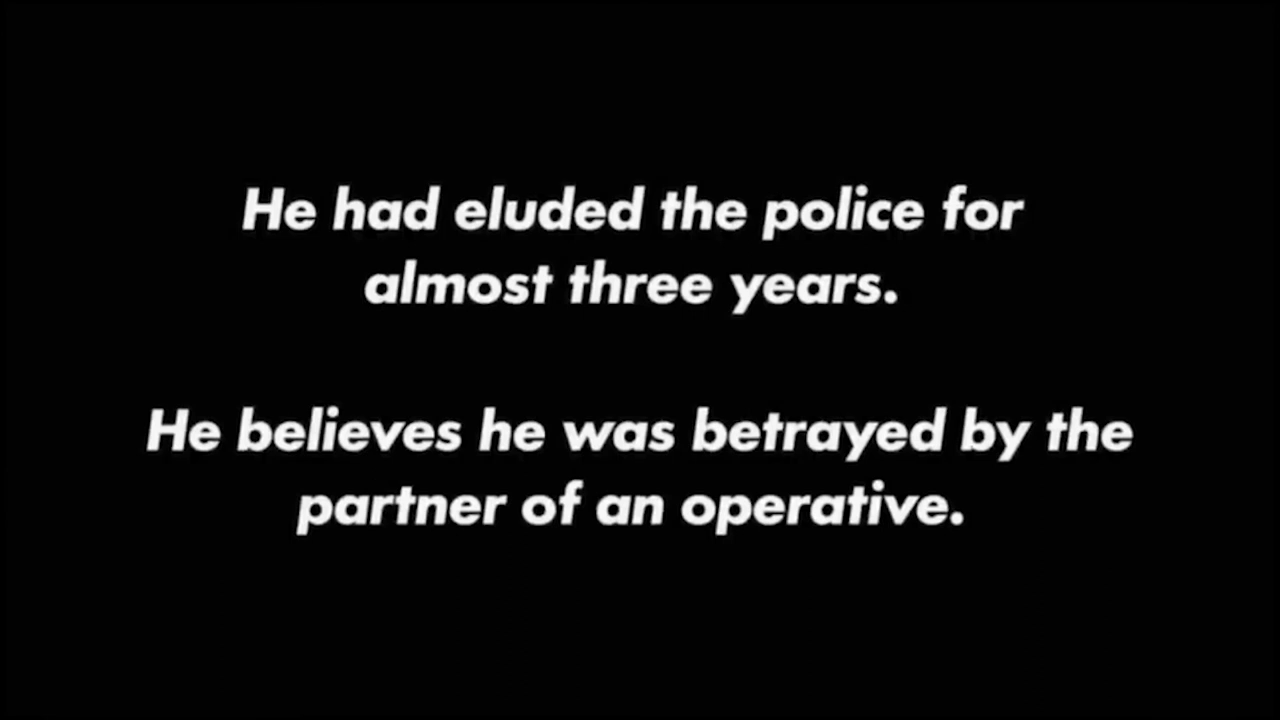 He had eluded the police for
almost three years.
He believes he was betrayed by the
partner of an operative.